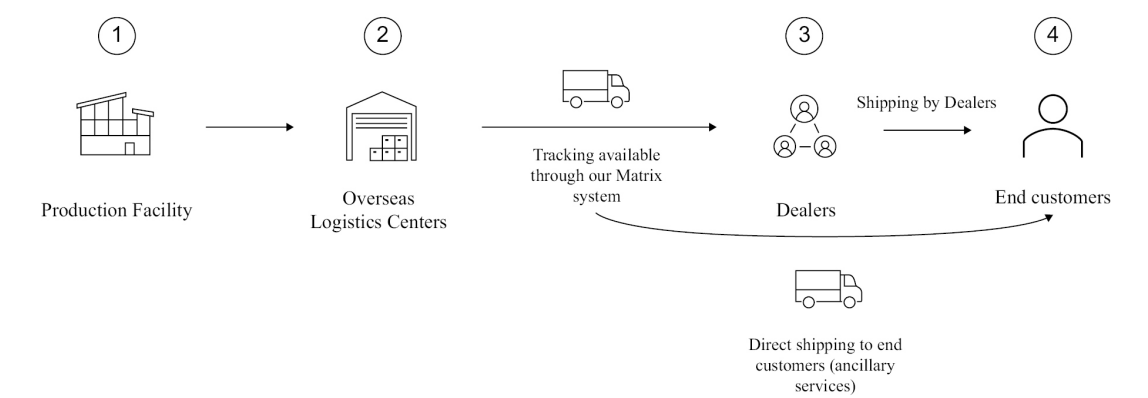 1
2
3
4
Shipping by Dealers
Tracking available
through our Matrix
system
Production Facility
Overseas
Logistics Centers
Dealers
End customers
Direct shipping to end
customers (ancillary
services)